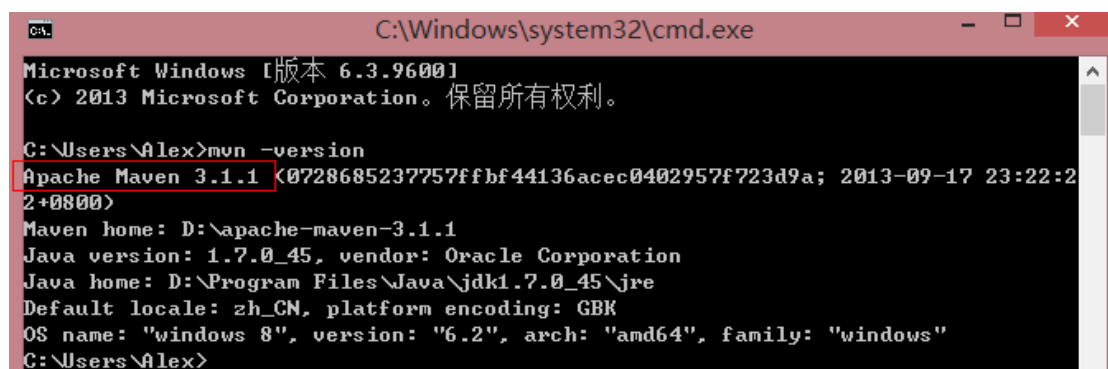 C:\Windows\system32\cmd.exe
Microsoft Windows [版本 6.3.9600]
(c) 2013 Microsoft Corporation。保留所有权利。
C:\Users\Alex>mvn -version
Apache Maven 3.1.1 (0728685237757ffbf44136acec0402957f723d9a; 2013-09-17 23:22:2
2+0800)
Maven home: D:\apache-maven-3.1.1
Java version: 1.7.0_45, vendor: Oracle Corporation
Java home: D:\Program Files\Java\jdk1.7.0_45\jre
Default locale: zh_CN, platform encoding: GBK
OS name: "windows 8", version: "6.2", arch: "amd64", family: "windows"
C:\Users\Alex>